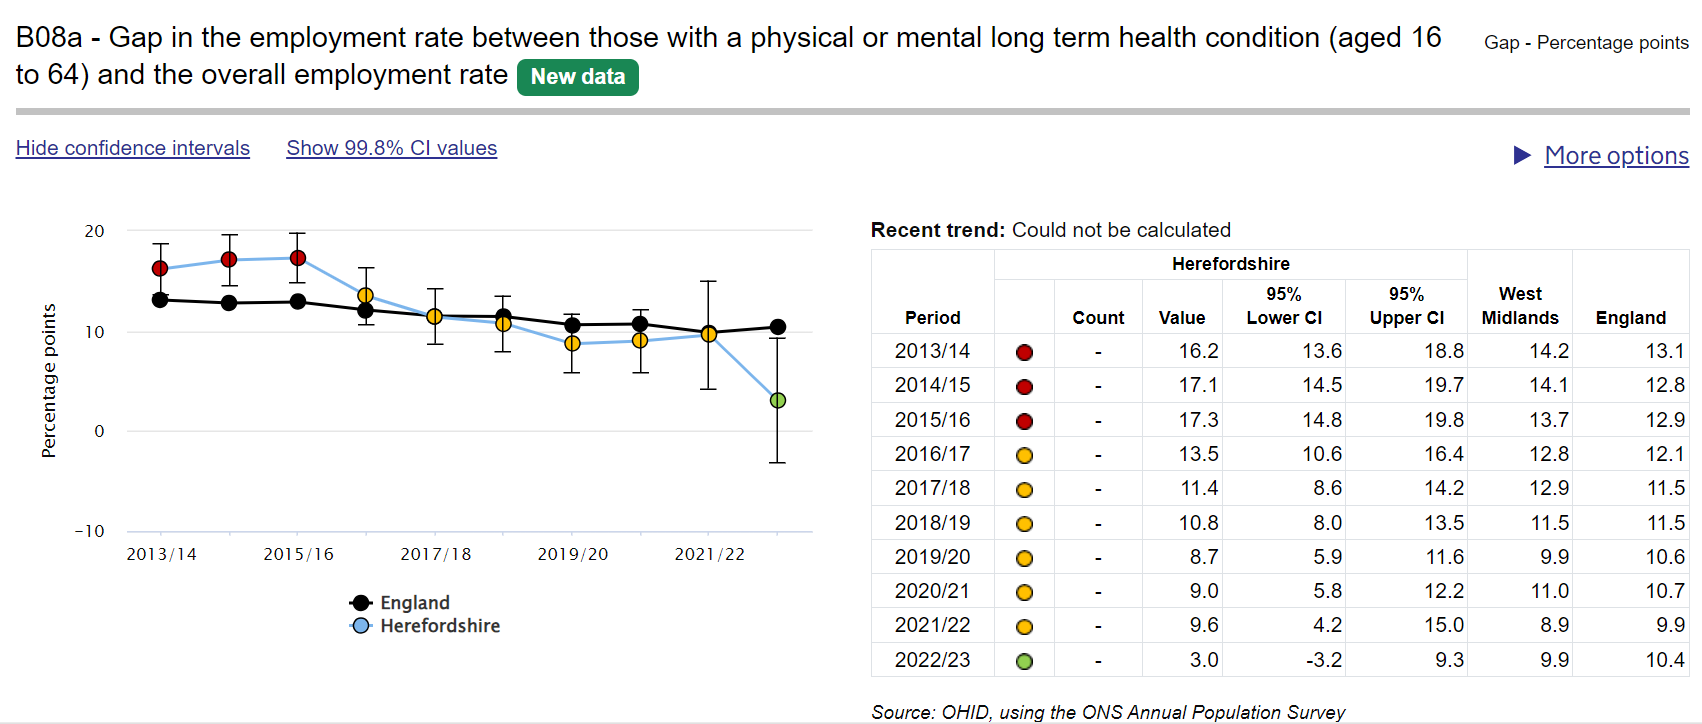 B08a - Gap in the employment rate between those with a physical or mental long term health condition (aged 16
to 64) and the overall employment rate New data
Gap - Percentage points
Hide confidence intervals Show 99.8% CI values
More options
Percentage points
20
10
0
−10
2013/14 2015/16 2017/18 2019/20 2021/22
England
Herefordshire
Recent trend: Could not be calculated
Herefordshire
Period Count Value 95% Lower CI 95% Upper CI West Midlands England
2013/14 - 16.2 13.6 18.8 14.2 13.1
2014/15 - 17.1 14.5 19.7 14.1 12.8
2015/16 - 17.3 14.8 19.8 13.7 12.9
2016/17 - 13.5 10.6 16.4 12.8 12.1
2017/18 - 11.4 8.6 14.2 12.9 11.5
2018/19 - 10.8 8.0 13.5 11.5 11.5
2019/20 - 8.7 5.9 11.6 9.9 10.6
2020/21 - 9.0 5.8 12.2 11.0 10.7
2021/22 - 9.6 4.2 15.0 8.9 9.9
2022/23 - 3.0 -3.2 9.3 9.9 10.4
Source: OHID, using the ONS Annual Population Survey